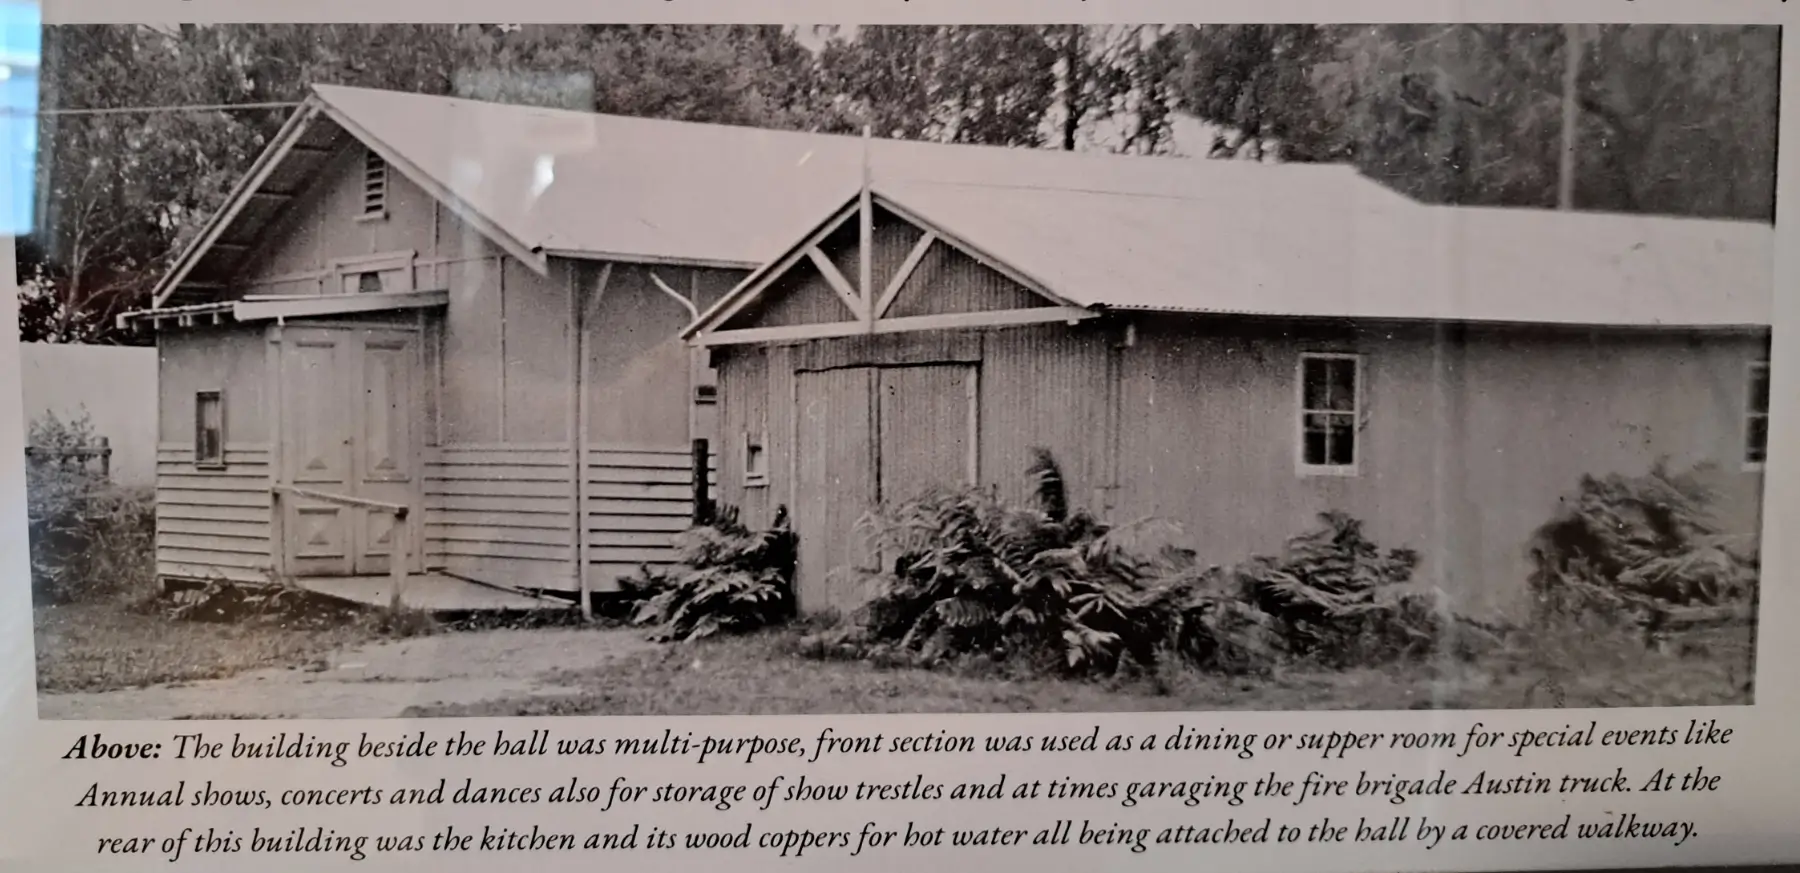 Above: The building beside the hall was multi-purpose, front section was used as a dining or supper room for special events like
Annual shows, concerts and dances also for storage of show trestles and at times garaging the fire brigade Austin truck. At the
rear of this building was the kitchen and its wood coppers for hot water all being attached to the hall by a covered walkway.